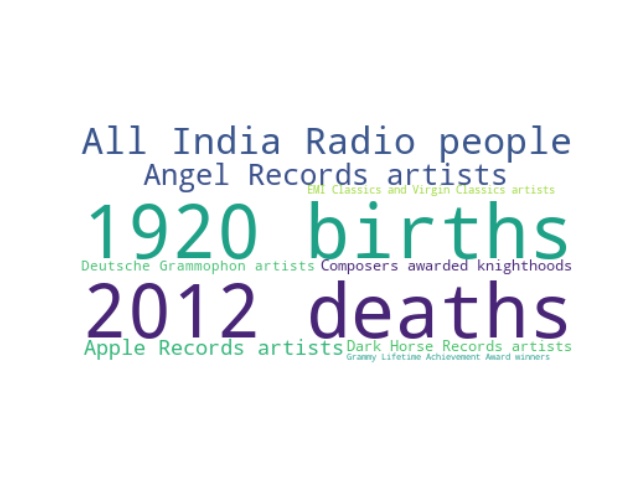 All India Radio people
Angel Records artists
EMI Classics and Virgin Classics artists
1920 births
Deutsche Grammophon artists
Composers awarded knighthoods
2012 deaths
Apple Records artists
Dark Horse Records artists
Grammy Lifetime Achievement Award winners